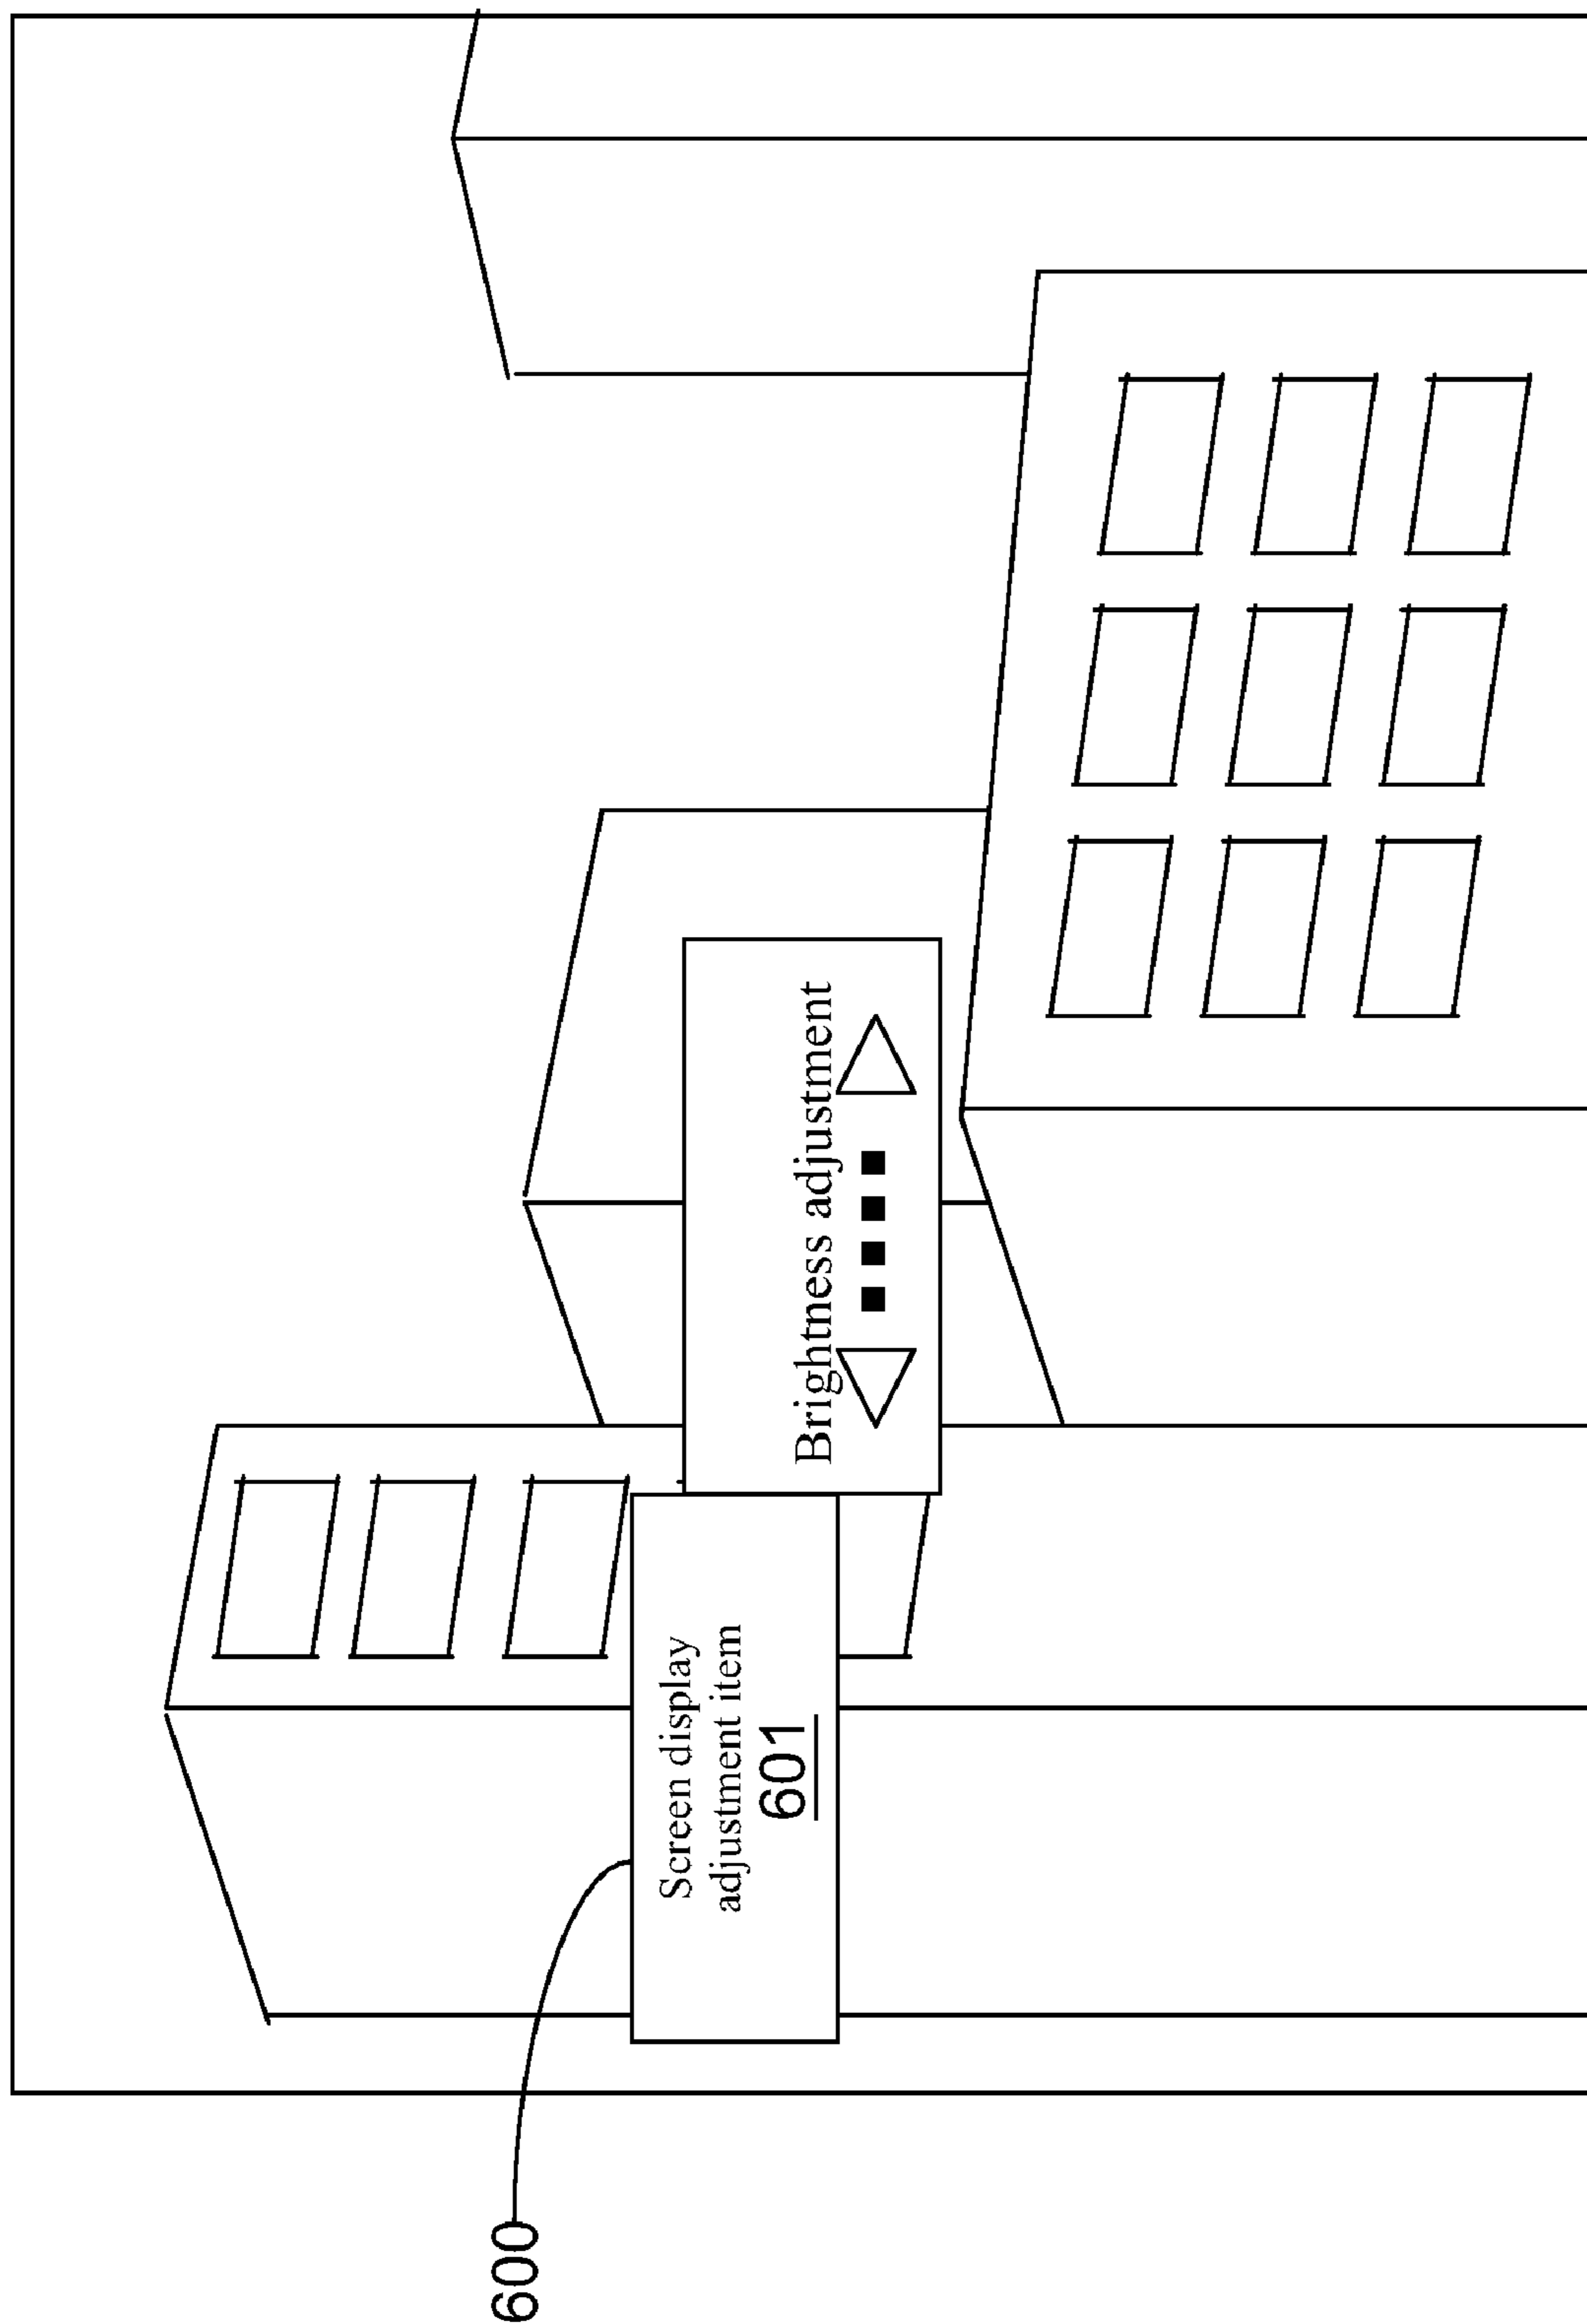 600
Screen display
adjustment item
601
Brightness adjustment